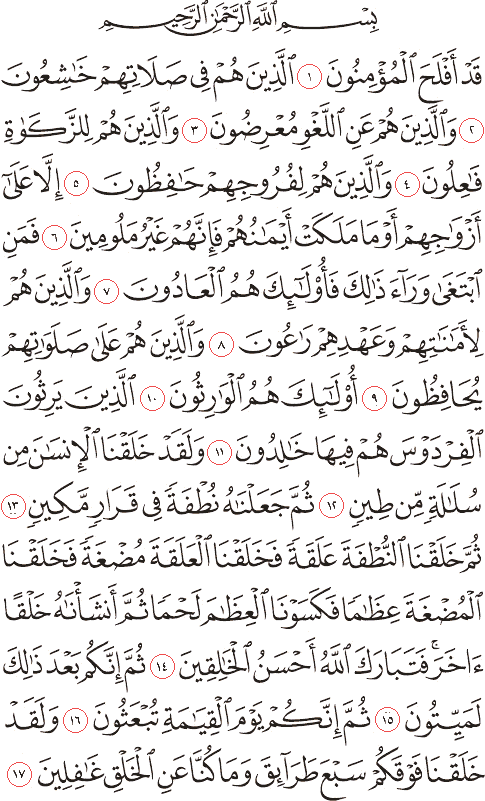 بِسْمِ ٱللَّهِ ٱلرَّحْمَٰنِ ٱلرَّحِيمِ
قَدْ أَفْلَحَ ٱلْمُؤْمِنُونَ ١ ٱلَّذِينَ هُمْ فِى صَلَاتِهِمْ خَٰشِعُونَ
٢ وَٱلَّذِينَ هُمْ عَنِ ٱللَّغْوِ مُعْرِضُونَ ٣ وَٱلَّذِينَ هُمْ لِلزَّكَوٰةِ
فَٰعِلُونَ ٤ وَٱلَّذِينَ هُمْ لِفُرُوجِهِمْ حَٰفِظُونَ ٥ إِلَّا عَلَىٰٓ
أَزْوَٰجِهِمْ أَوْ مَا مَلَكَتْ أَيْمَٰنُهُمْ فَإِنَّهُمْ غَيْرُ مَلُومِينَ ٦ فَمَنِ
ٱبْتَغَىٰ وَرَآءَ ذَٰلِكَ فَأُو۟لَٰٓئِكَ هُمُ ٱلْعَادُونَ ٧ وَٱلَّذِينَ هُمْ
لِأَمَٰنَٰتِهِمْ وَعَهْدِهِمْ رَٰعُونَ ٨ وَٱلَّذِينَ هُمْ عَلَىٰ صَلَوَٰتِهِمْ
يُحَافِظُونَ ٩ أُو۟لَٰٓئِكَ هُمُ ٱلْوَٰرِثُونَ ١٠ ٱلَّذِينَ يَرِثُونَ
ٱلْفِرْدَوْسَ هُمْ فِيهَا خَٰلِدُونَ ١١ وَلَقَدْ خَلَقْنَا ٱلْإِنسَٰنَ مِن
سُلَٰلَةٍ مِّن طِينٍ ١٢ ثُمَّ جَعَلْنَٰهُ نُطْفَةً فِى قَرَارٍ مَّكِينٍ ١٣
ثُمَّ خَلَقْنَا ٱلنُّطْفَةَ عَلَقَةً فَخَلَقْنَا ٱلْعَلَقَةَ مُضْغَةً فَخَلَقْنَا
ٱلْمُضْغَةَ عِظَٰمًا فَكَسَوْنَا ٱلْعِظَٰمَ لَحْمًا ثُمَّ أَنشَأْنَٰهُ خَلْقًا
ءَاخَرَ ۚ فَتَبَارَكَ ٱللَّهُ أَحْسَنُ ٱلْخَٰلِقِينَ ١٤ ثُمَّ إِنَّكُم بَعْدَ ذَٰلِكَ
لَمَيِّتُونَ ١٥ ثُمَّ إِنَّكُمْ يَوْمَ ٱلْقِيَٰمَةِ تُبْعَثُونَ ١٦ وَلَقَدْ
خَلَقْنَا فَوْقَكُمْ سَبْعَ طَرَآئِقَ وَمَا كُنَّا عَنِ ٱلْخَلْقِ غَٰفِلِينَ ١٧